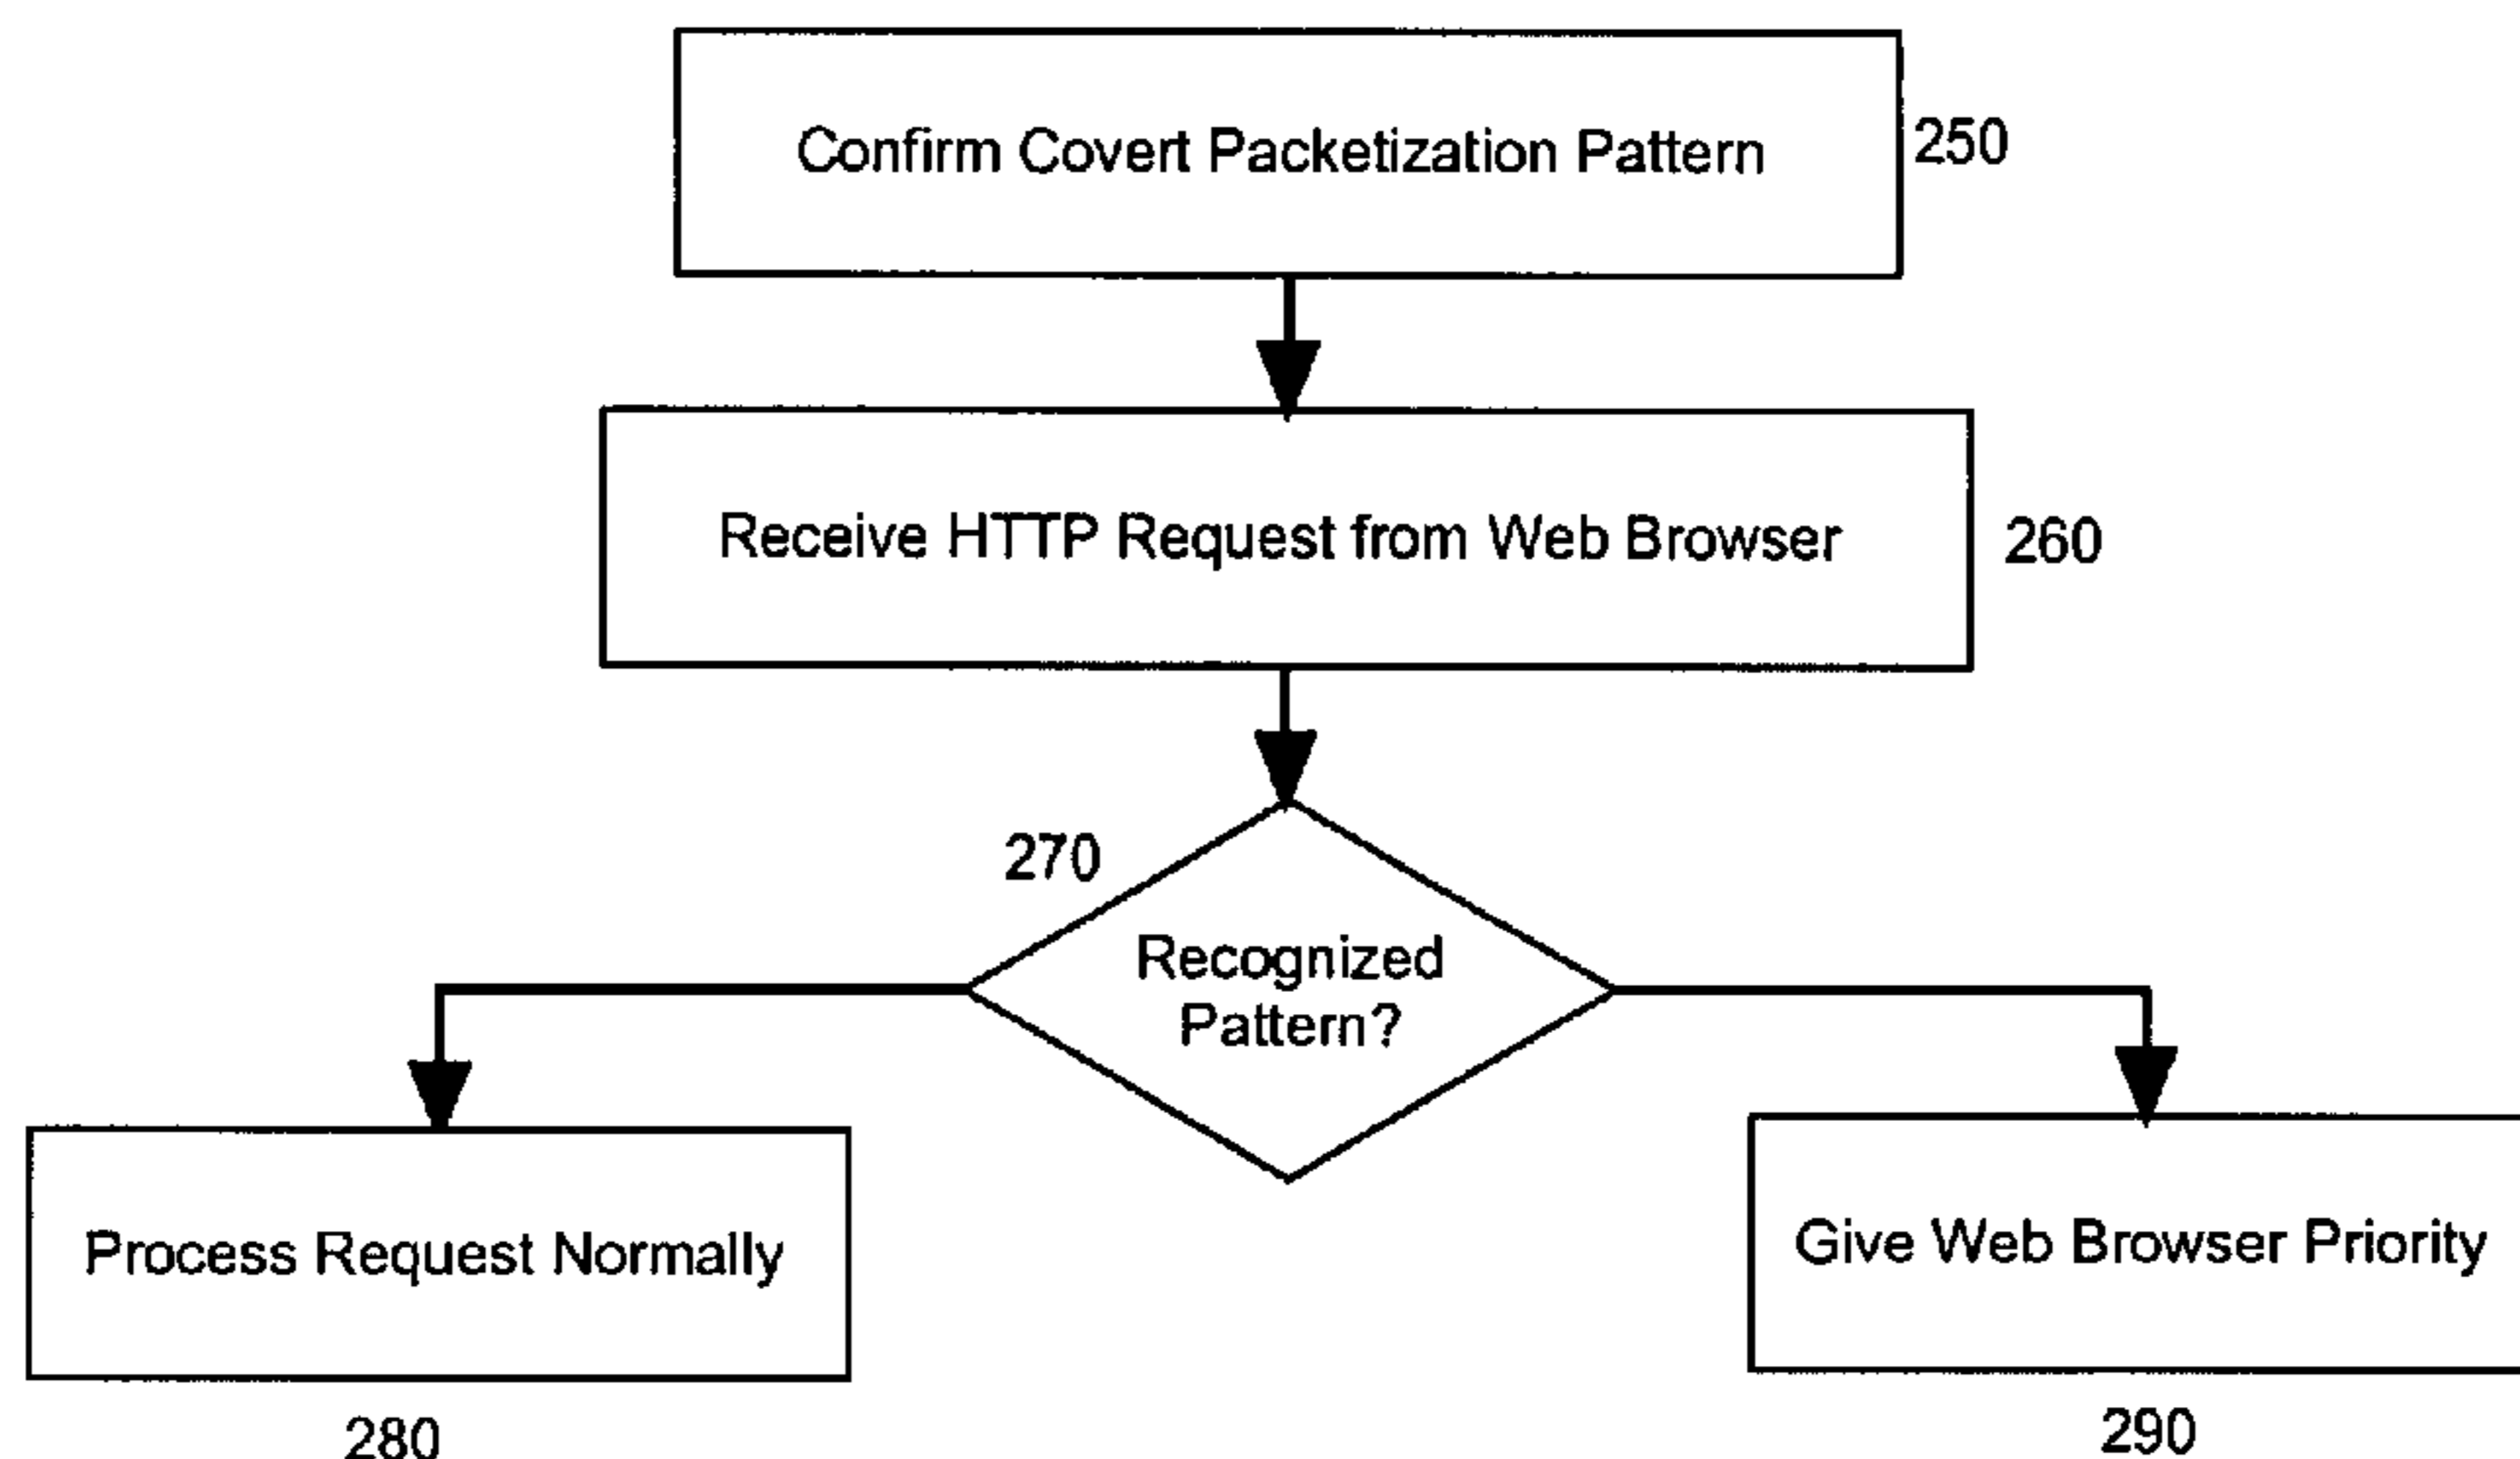 Confirm Covert Packetization Pattern
250
Receive HTTP Request from Web Browser
260
270
Recognized
Pattern?
Process Request Normally
Give Web Browser Priority
280
290